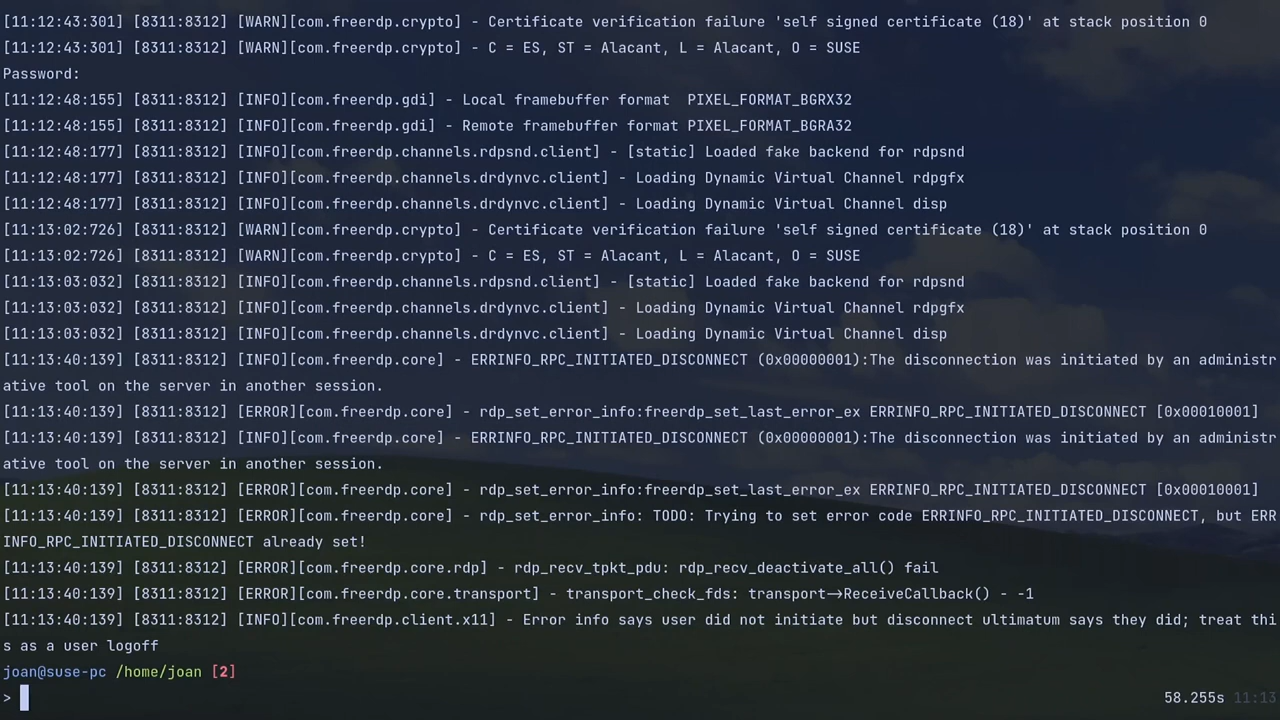 [11:12:43:301] [8311:8312] [WARN][com.freerdp.crypto] - Certificate verification failure 'self signed certificate (18)' at stack position 0
[11:12:43:301] [8311:8312] [WARN][com.freerdp.crypto] - C = ES, ST = Alacant, L = Alacant, O = SUSE
Password:
[11:12:48:155] [8311:8312] [INFO][com.freerdp.gdi] - Local framebuffer format  PIXEL_FORMAT_BGRX32
[11:12:48:155] [8311:8312] [INFO][com.freerdp.gdi] - Remote framebuffer format PIXEL_FORMAT_BGRA32
[11:12:48:177] [8311:8312] [INFO][com.freerdp.channels.rdpsnd.client] - [static] Loaded fake backend for rdpsnd
[11:12:48:177] [8311:8312] [INFO][com.freerdp.channels.drdynvc.client] - Loading Dynamic Virtual Channel rdpgfx
[11:12:48:177] [8311:8312] [INFO][com.freerdp.channels.drdynvc.client] - Loading Dynamic Virtual Channel disp
[11:13:02:726] [8311:8312] [WARN][com.freerdp.crypto] - Certificate verification failure 'self signed certificate (18)' at stack position 0
[11:13:02:726] [8311:8312] [WARN][com.freerdp.crypto] - C = ES, ST = Alacant, L = Alacant, O = SUSE
[11:13:03:032] [8311:8312] [INFO][com.freerdp.channels.rdpsnd.client] - [static] Loaded fake backend for rdpsnd
[11:13:03:032] [8311:8312] [INFO][com.freerdp.channels.drdynvc.client] - Loading Dynamic Virtual Channel rdpgfx
[11:13:03:032] [8311:8312] [INFO][com.freerdp.channels.drdynvc.client] - Loading Dynamic Virtual Channel disp
[11:13:40:139] [8311:8312] [INFO][com.freerdp.core] - ERRINFO_RPC_INITIATED_DISCONNECT (0x00000001):The disconnection was initiated by an administr
ative tool on the server in another session.
[11:13:40:139] [8311:8312] [ERROR][com.freerdp.core] - rdp_set_error_info:freerdp_set_last_error_ex ERRINFO_RPC_INITIATED_DISCONNECT [0x00010001]
[11:13:40:139] [8311:8312] [INFO][com.freerdp.core] - ERRINFO_RPC_INITIATED_DISCONNECT (0x00000001):The disconnection was initiated by an administr
ative tool on the server in another session.
[11:13:40:139] [8311:8312] [ERROR][com.freerdp.core] - rdp_set_error_info:freerdp_set_last_error_ex ERRINFO_RPC_INITIATED_DISCONNECT [0x00010001]
[11:13:40:139] [8311:8312] [ERROR][com.freerdp.core] - rdp_set_error_info: TODO: Trying to set error code ERRINFO_RPC_INITIATED_DISCONNECT, but ERR
INFO_RPC_INITIATED_DISCONNECT already set!
[11:13:40:139] [8311:8312] [ERROR][com.freerdp.core.rdp] - rdp_recv_tpkt_pdu: rdp_recv_deactivate_all() fail
[11:13:40:139] [8311:8312] [ERROR][com.freerdp.core.transport] - transport_check_fds: transport→ReceiveCallback() - -1
[11:13:40:139] [8311:8312] [INFO][com.freerdp.client.x11] - Error info says user did not initiate but disconnect ultimatum says they did; treat thi
s as a user logoff
joan@suse-pc /home/joan [2]
> 58.255s 11:13